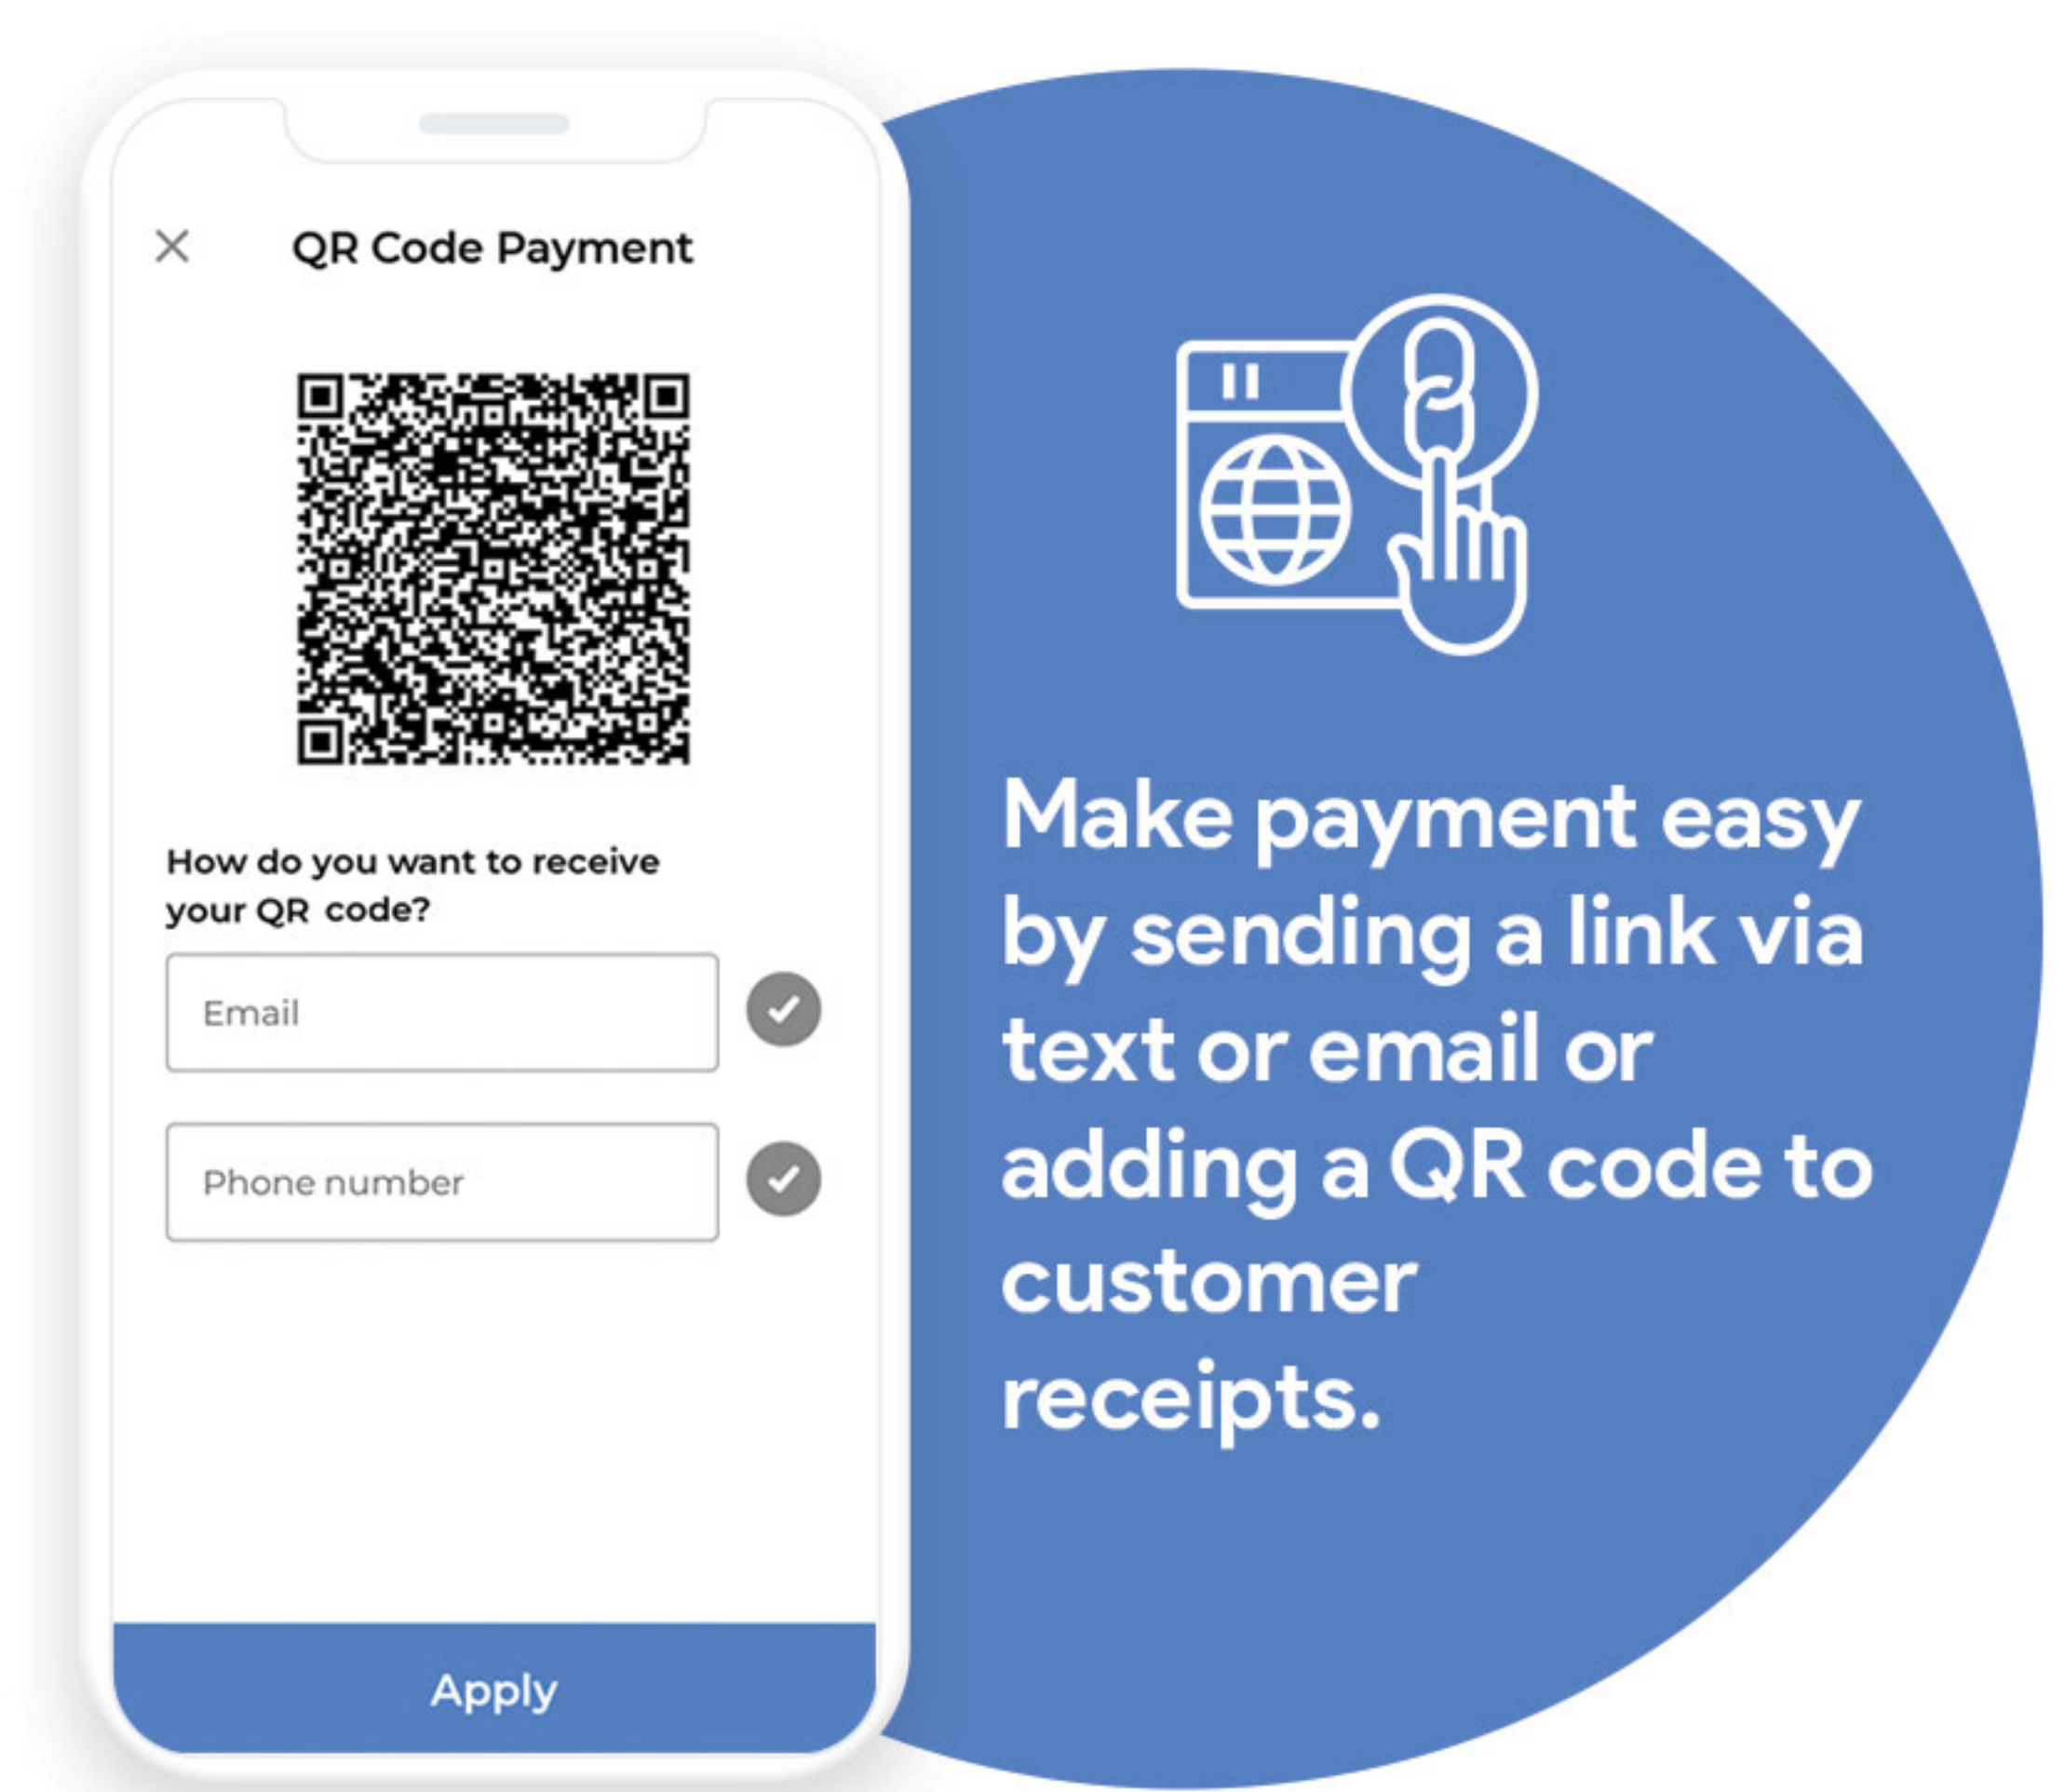 QR Code Payment
How do you want to receive
your QR code?
Email
Phone number
Apply
Make payment easy
by sending a link via
text or email or
adding a QR code to
customer
receipts.